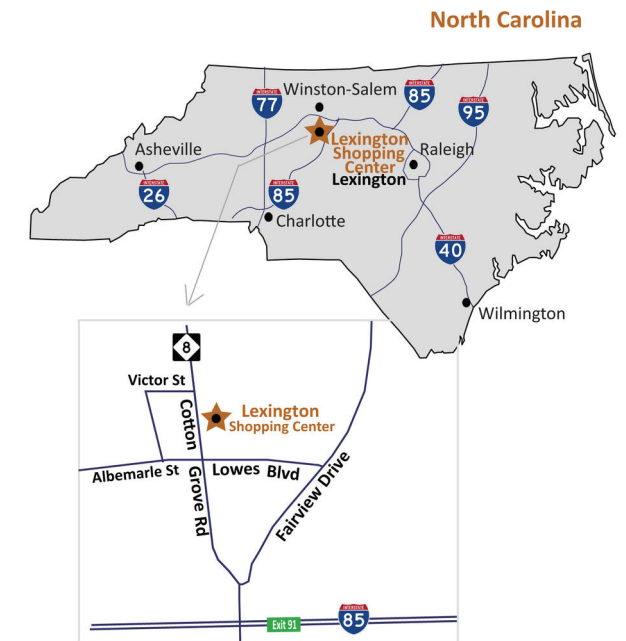 North Carolina
Winston-Salem
INTERSTATE
77
INTERSTATE
85
INTERSTATE
95
Asheville
Lexington
Shopping
Center
Lexington
Raleigh
INTERSTATE
26
INTERSTATE
85
Charlotte
INTERSTATE
40
Wilmington
8
Victor St
Cotton
Grove Rd
Lexington
Shopping Center
Albemarle St
Lowes Blvd
Fairview Drive
Exit 91
INTERSTATE
85